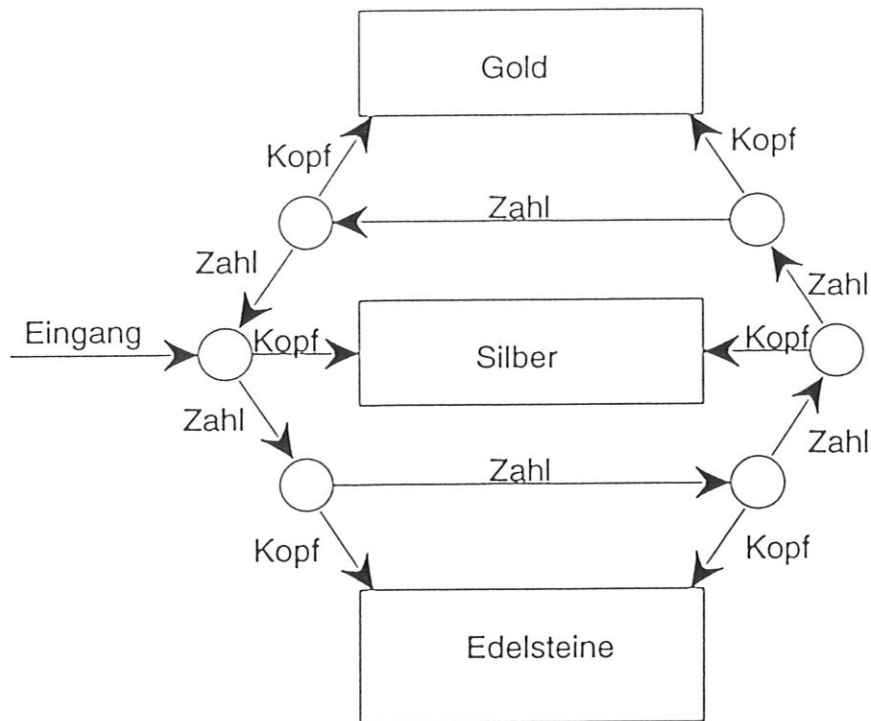 Gold
Kopf
Kopf
Zahl
Zahl
Zahl
Eingang
Kopf
Silber
Kopf
Zahl
Zahl
Zahl
Kopf
Kopf
Edelsteine